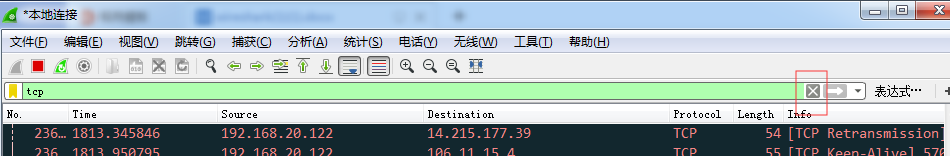 *本地连接
文件(F) 编辑(E) 视图(V) 跳转(G) 捕获(C) 分析(A) 统计(S) 电话(Y) 无线(W) 工具(T) 帮助(H)
tcp 表达式…
No. Time Source Destination Protocol Length Info
236… 1813.345846 192.168.20.122 14.215.177.39 TCP 54 [TCP Retransmission]
236… 1813.950795 192.168.20.122 106.11.15.4 TCP 55 [TCP Keen-Alive]